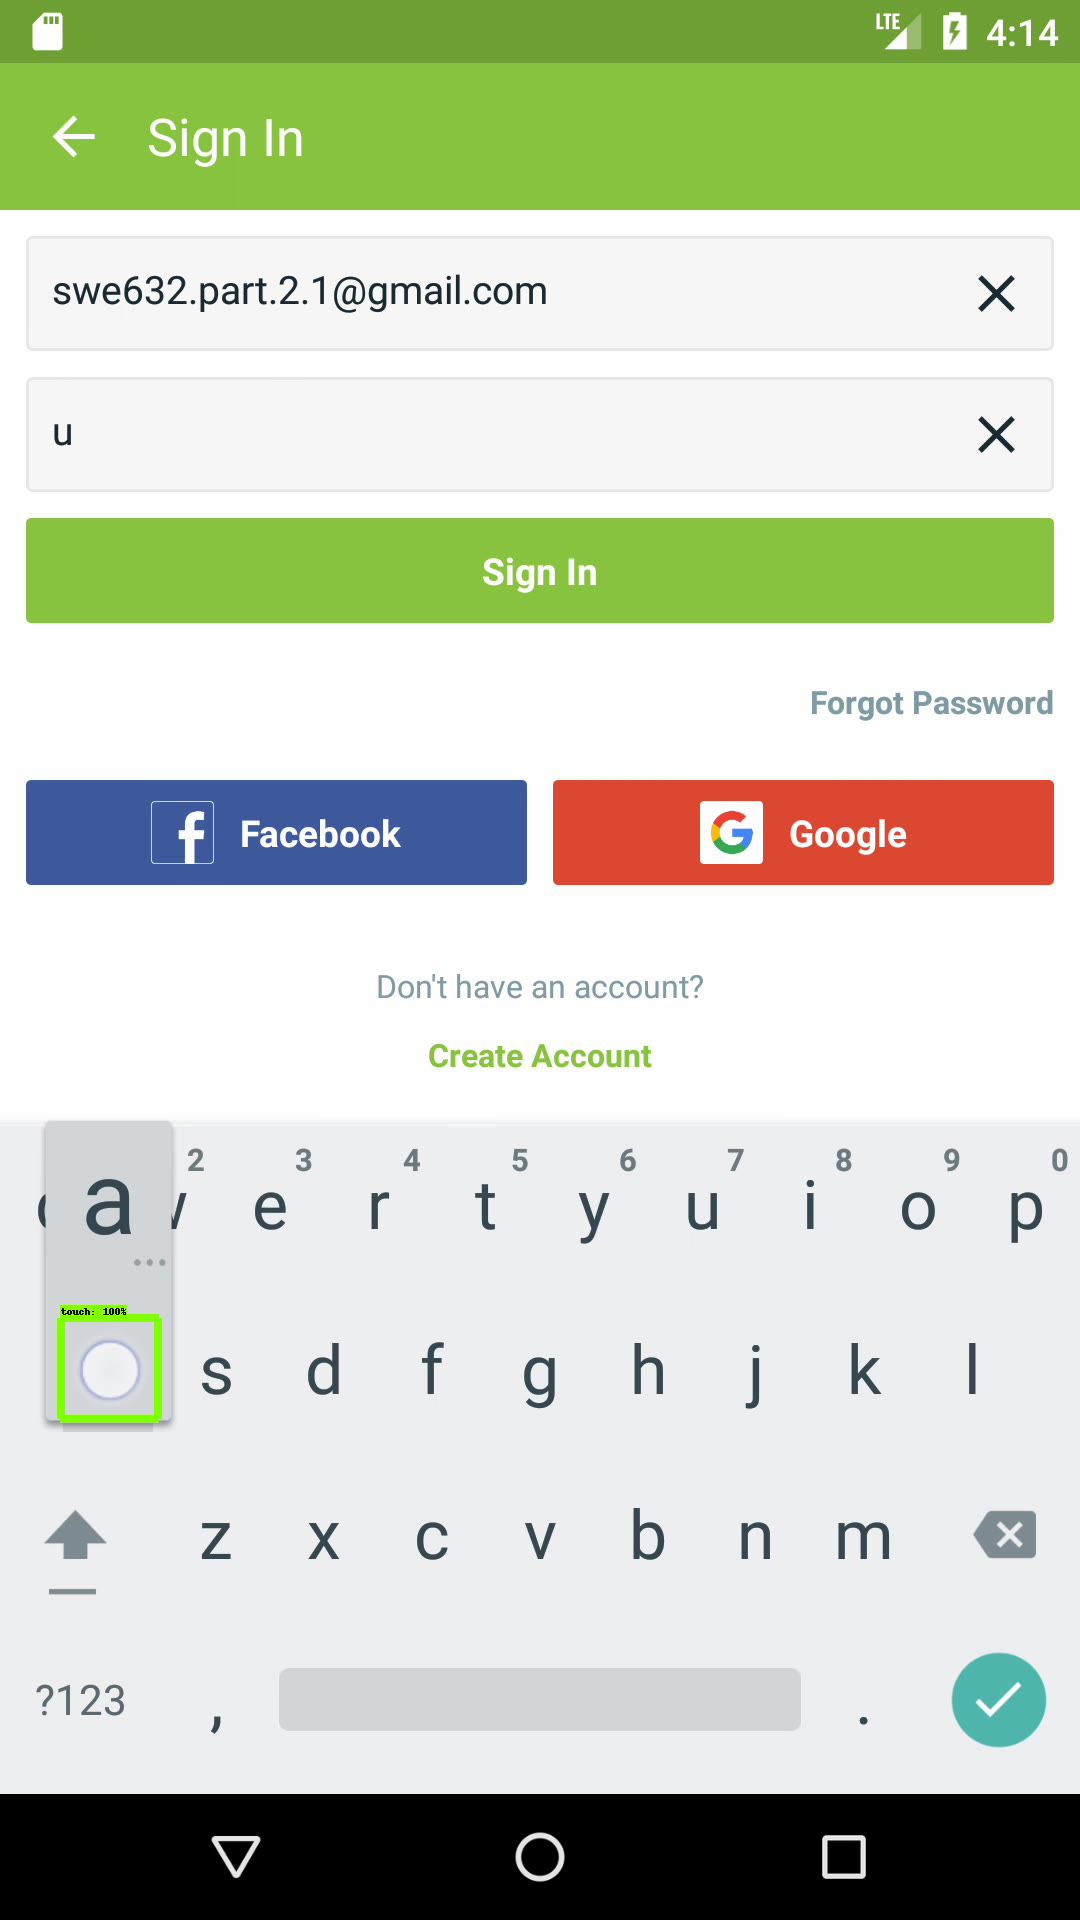 LTE 4:14
Sign In
swe632.part.2.1@gmail.com
u
Sign In
Forgot Password
Facebook
Google
Don't have an account?
Create Account
a 2 3 4 5 6 7 8 9 0
e r t y u i o p
touch: 100%
s d f g h j k l
z x c v b n m
?123 , .